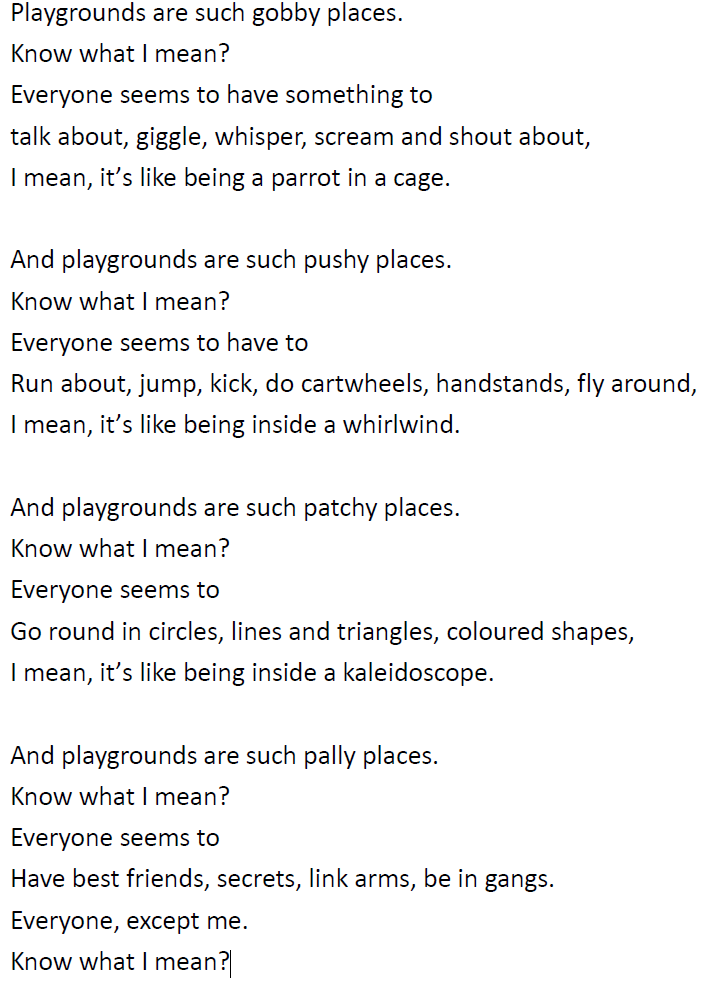 Playgrounds are such gobby places.
Know what I mean?
Everyone seems to have something to
talk about, giggle, whisper, scream and shout about,
I mean, it’s like being a parrot in a cage.

And playgrounds are such pushy places.
Know what I mean?
Everyone seems to have to
Run about, jump, kick, do cartwheels, handstands, fly around,
I mean, it’s like being inside a whirlwind.

And playgrounds are such patchy places.
Know what I mean?
Everyone seems to
Go round in circles, lines and triangles, coloured shapes,
I mean, it’s like being inside a kaleidoscope.

And playgrounds are such pally places.
Know what I mean?
Everyone seems to
Have best friends, secrets, link arms, be in gangs.
Everyone, except me.
Know what I mean?